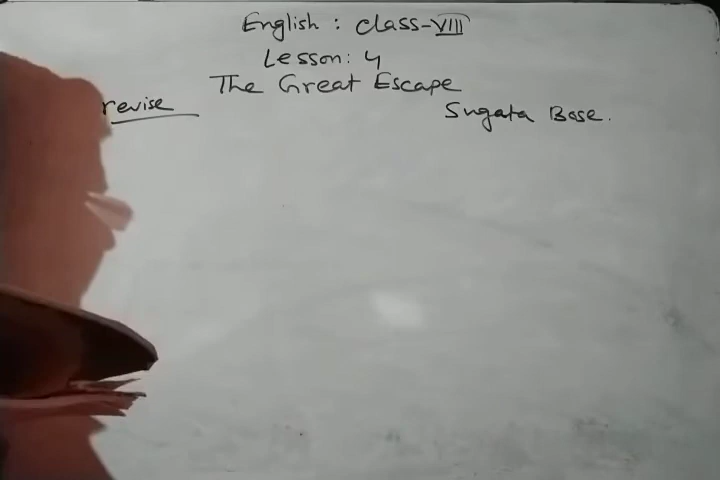 English : class-VIII
Lesson: 4
The Great Escape
revise
Sugata Bose.